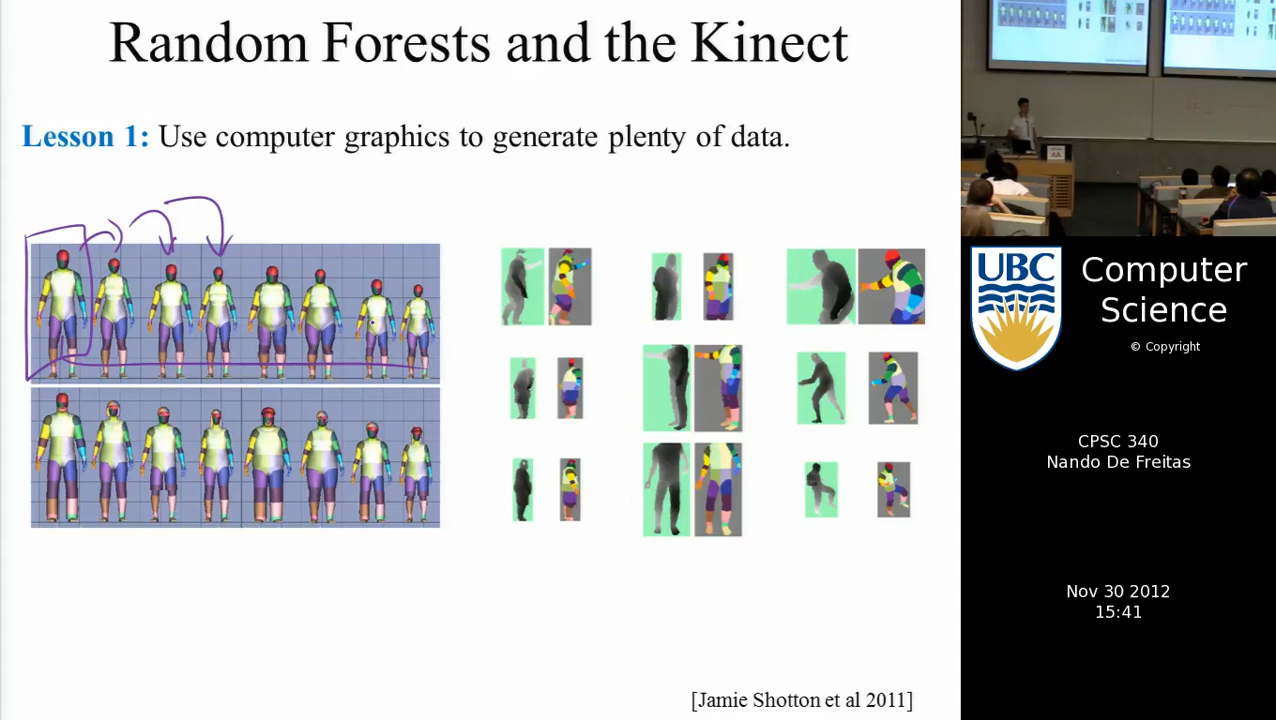 Random Forests and the Kinect
Lesson 1: Use computer graphics to generate plenty of data.
[Jamie Shotton et al 2011]
UBC
Computer
Science
© Copyright
CPSC 340
Nando De Freitas
Nov 30 2012
15:41